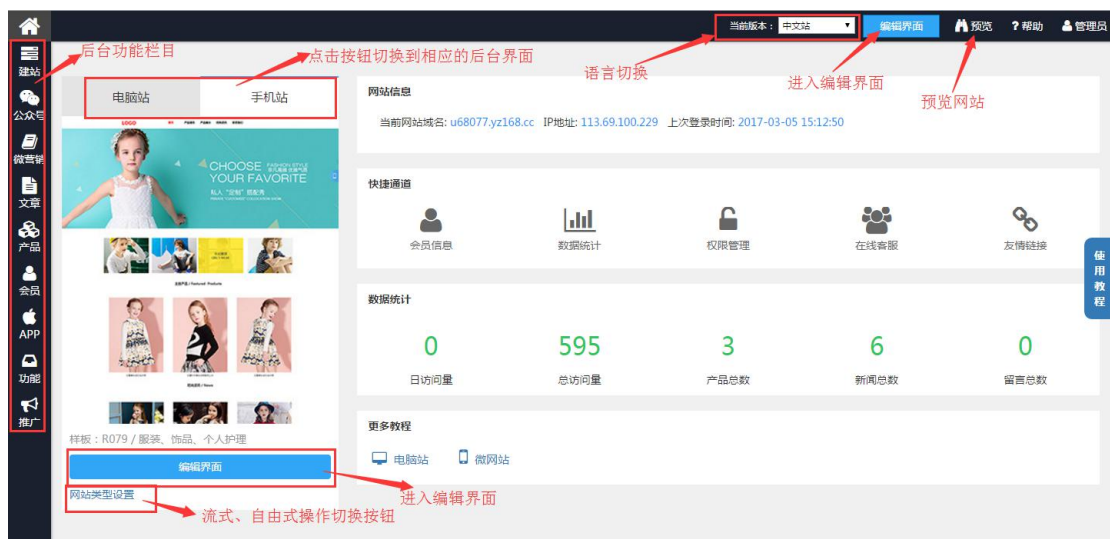 当前版本： 中文站
编辑界面
预览
?帮助
管理员
建站
公众号
微营销
文章
产品
会员
APP
功能
推广
后台功能栏目
点击按钮切换到相应的后台界面
语言切换
进入编辑界面
预览网站
电脑站
手机站
LOGO
CHOOSE FASHION STYLE
YOUR FAVORITE
私人“定制”搭配秀
样板：R079 / 服装、饰品、个人护理
编辑界面
网站类型设置
进入编辑界面
流式、自由式操作切换按钮
网站信息
当前网站域名: u68077.yz168.cc IP地址: 113.69.100.229 上次登录时间: 2017-03-05 15:12:50
快捷通道
会员信息
数据统计
权限管理
在线客服
友情链接
数据统计
0
595
3
6
0
日访问量
总访问量
产品总数
新闻总数
留言总数
更多教程
电脑站
微网站
使用教程